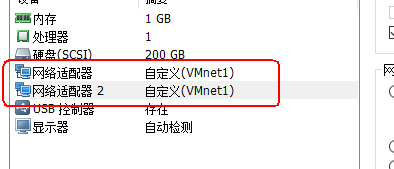 设备 摘要
内存 1 GB
处理器 1
硬盘(SCSI) 200 GB
网络适配器 自定义(VMnet1)
网络适配器 2 自定义(VMnet1)
USB 控制器 存在
显示器 自动检测